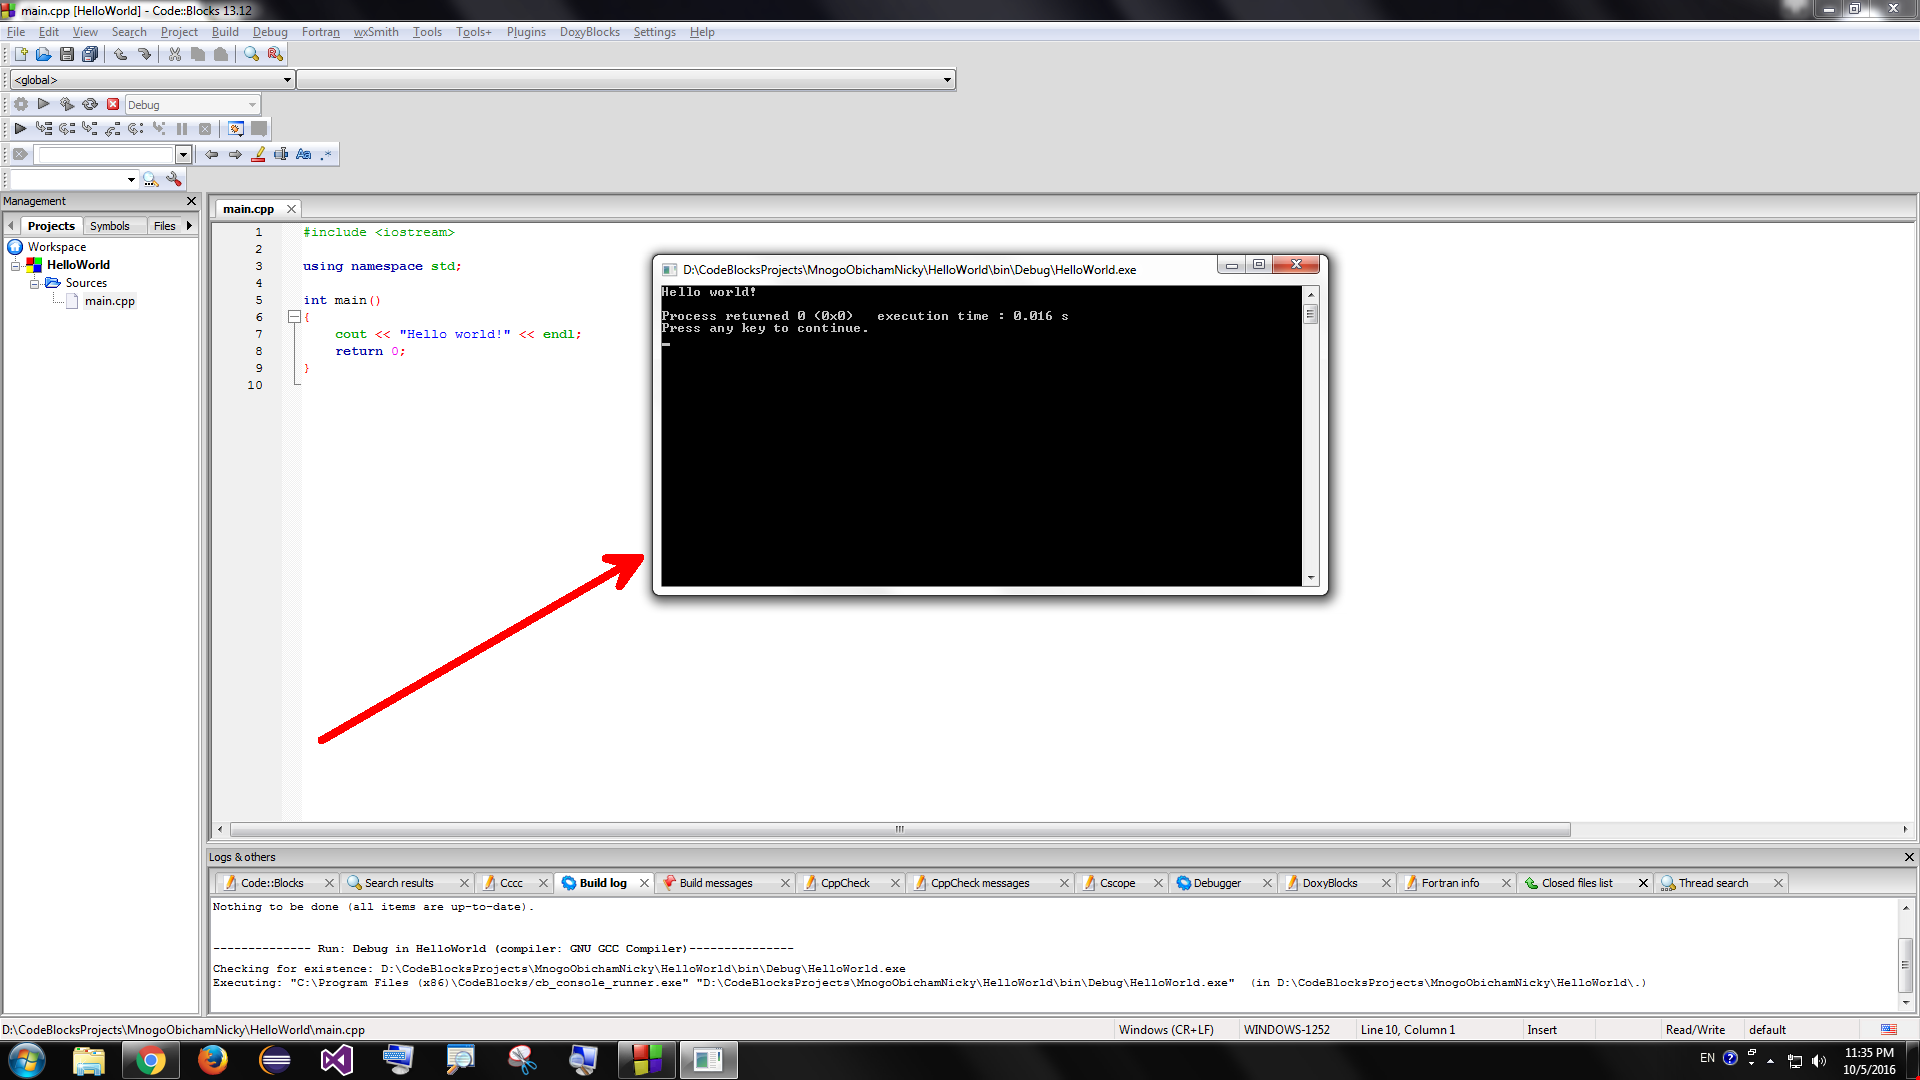 main.cpp [HelloWorld] - Code::Blocks 13.12
File Edit View Search Project Build Debug Fortran wxSmith Tools Tools+ Plugins DoxyBlocks Settings Help
<global>
Debug
Management
Projects Symbols Files
Workspace
HelloWorld
Sources
main.cpp
main.cpp
1 #include <iostream>
2
3 using namespace std;
4
5 int main()
6 {
7 cout << "Hello world!" << endl;
8 return 0;
9 }
10
D:\CodeBlocksProjects\MnogoObichamNicky\HelloWorld\bin\Debug\HelloWorld.exe
Hello world!
Process returned 0 (0x0)   execution time : 0.016 s
Press any key to continue.
Logs & others
Code::Blocks Search results Cccc Build log Build messages CppCheck CppCheck messages Cscope Debugger DoxyBlocks Fortran info Closed files list Thread search
Nothing to be done (all items are up-to-date).
-------------- Run: Debug in HelloWorld (compiler: GNU GCC Compiler)---------------
Checking for existence: D:\CodeBlocksProjects\MnogoObichamNicky\HelloWorld\bin\Debug\HelloWorld.exe
Executing: "C:\Program Files (x86)\CodeBlocks/cb_console_runner.exe" "D:\CodeBlocksProjects\MnogoObichamNicky\HelloWorld\bin\Debug\HelloWorld.exe"  (in D:\CodeBlocksProjects\MnogoObichamNicky\HelloWorld\.)
D:\CodeBlocksProjects\MnogoObichamNicky\HelloWorld\main.cpp Windows (CR+LF) WINDOWS-1252 Line 10, Column 1 Insert Read/Write default
EN 11:35 PM
10/5/2016